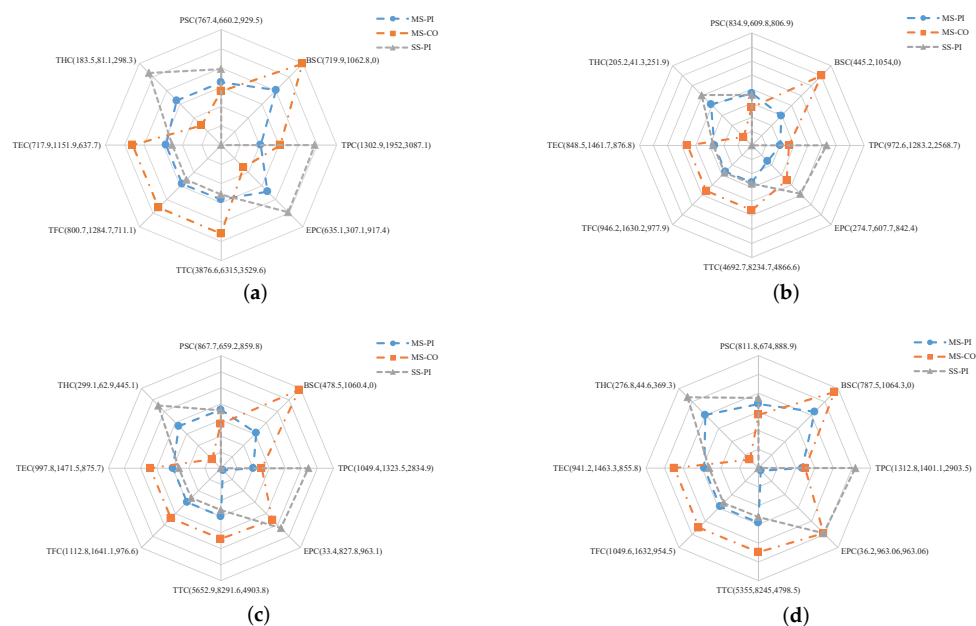 PSC(767.4,660.2,929.5)
MS-PI
MS-CO
SS-PI
THC(183.5,81.1,298.3)
BSC(719.9,1062.8,0)
TEC(717.9,1151.9,637.7)
TPC(1302.9,1952,3087.1)
TFC(800.7,1284.7,711.1)
EPC(635.1,307.1,917.4)
TTC(3876.6,6315,3529.6)
(a)
PSC(834.9,609.8,806.9)
MS-PI
MS-CO
SS-PI
THC(205.2,41.3,251.9)
BSC(445.2,1054,0)
TEC(848.5,1461.7,876.8)
TPC(972.6,1283.2,2568.7)
TFC(946.2,1630.2,977.9)
EPC(274.7,607.7,842.4)
TTC(4692.7,8234.7,4866.6)
(b)
PSC(867.7,659.2,859.8)
MS-PI
MS-CO
SS-PI
THC(299.1,62.9,445.1)
BSC(478.5,1060.4,0)
TEC(997.8,1471.5,875.7)
TPC(1049.4,1323.5,2834.9)
TFC(1112.8,1641.1,976.6)
EPC(33.4,827.8,963.1)
TTC(5652.9,8291.6,4903.8)
(c)
PSC(811.8,674,888.9)
MS-PI
MS-CO
SS-PI
THC(276.8,44.6,369.3)
BSC(787.5,1064.3,0)
TEC(941.2,1463.3,855.8)
TPC(1312.8,1401.1,2903.5)
TFC(1049.6,1632,954.5)
EPC(36.2,963.06,963.06)
TTC(5355,8245,4798.5)
(d)